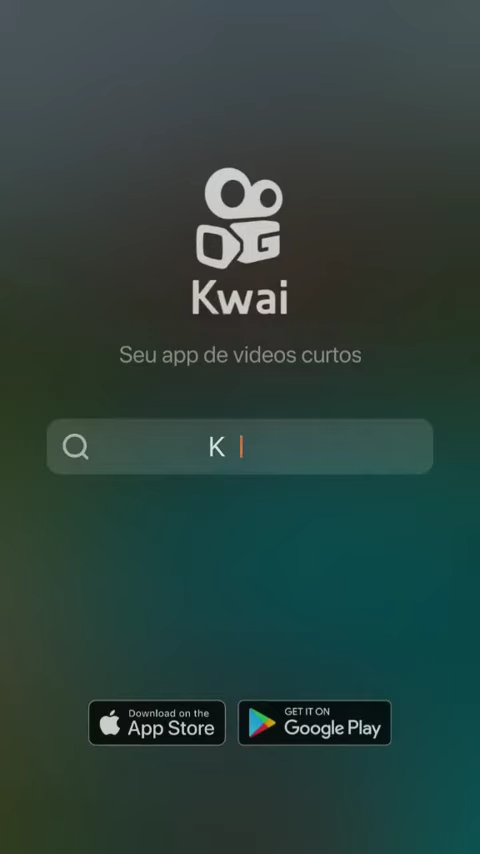 Kwai
Seu app de videos curtos
K
Download on the
App Store
GET IT ON
Google Play